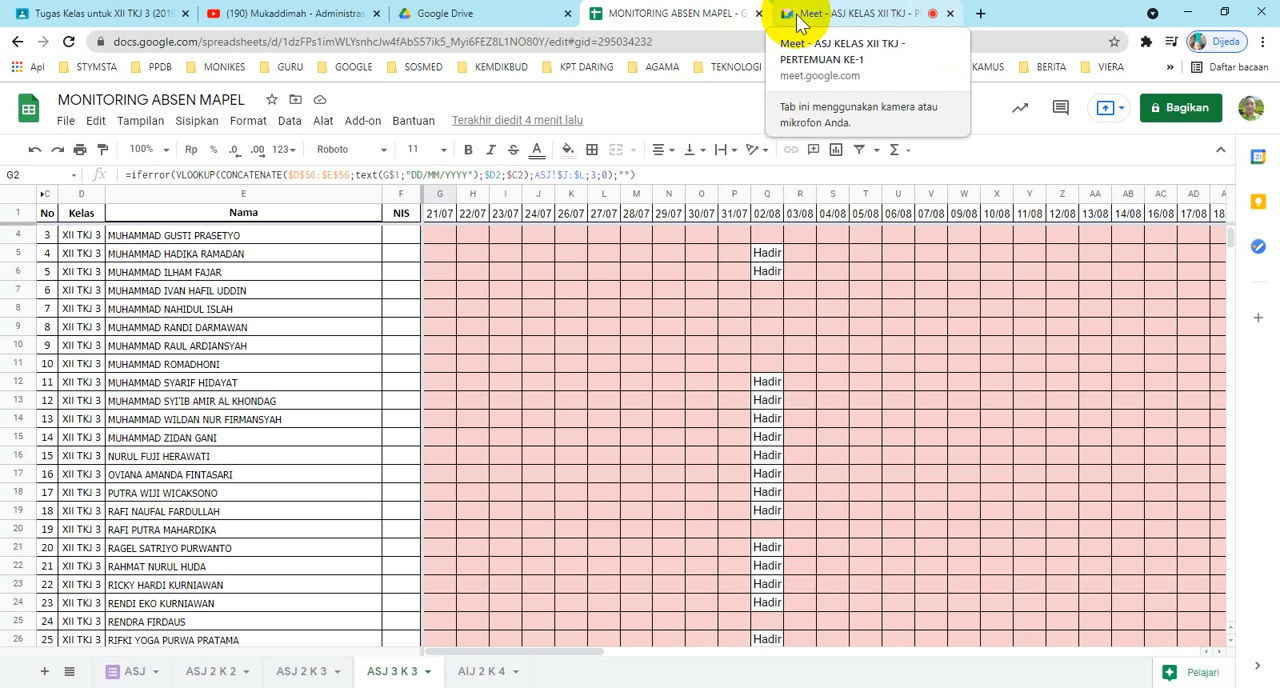 Tugas Kelas untuk XII TKJ 3 (2019
(190) Mukaddimah - Administras
Google Drive
MONITORING ABSEN MAPEL - G
Meet - ASJ KELAS XII TKJ - P
docs.google.com/spreadsheets/d/1dzFPs1imWLYsnhcJw4fAbS57ik5_Myi6FEZ8L1NO80Y/edit#gid=295034232
Dijeda
Apl
STYMSTA
PPDB
MONIKES
GURU
GOOGLE
SOSMED
KEMDIKBUD
KPT DARING
AGAMA
TEKNOLOGI
KAMUS
BERITA
VIERA
»
Daftar bacaan
Meet - ASJ KELAS XII TKJ -
PERTEMUAN KE-1
meet.google.com
Tab ini menggunakan kamera atau
mikrofon Anda.
MONITORING ABSEN MAPEL
File Edit Tampilan Sisipkan Format Data Alat Add-on Bantuan Terakhir diedit 4 menit lalu
Bagikan
100% Rp % .0 .00 123 Roboto 11 B I S A
G2 fx =iferror(VLOOKUP(CONCATENATE($D$56:$E$56;text(G$1;"DD/MM/YYYY");$D2;$C2);ASJ!$J:$L;3;0);"")
C D E F G H I J K L M N O P Q R S T U V W X Y Z AA AB AC AD
1 No Kelas Nama NIS 21/07 22/07 23/07 24/07 26/07 27/07 28/07 29/07 30/07 31/07 02/08 03/08 04/08 05/08 06/08 07/08 09/08 10/08 11/08 12/08 13/08 14/08 16/08 17/08 18
4 3 XII TKJ 3 MUHAMMAD GUSTI PRASETYO
5 4 XII TKJ 3 MUHAMMAD HADIKA RAMADAN Hadir
6 5 XII TKJ 3 MUHAMMAD ILHAM FAJAR Hadir
7 6 XII TKJ 3 MUHAMMAD IVAN HAFIL UDDIN
8 7 XII TKJ 3 MUHAMMAD NAHIDUL ISLAH
9 8 XII TKJ 3 MUHAMMAD RANDI DARMAWAN
10 9 XII TKJ 3 MUHAMMAD RAUL ARDIANSYAH
11 10 XII TKJ 3 MUHAMMAD ROMADHONI
12 11 XII TKJ 3 MUHAMMAD SYARIF HIDAYAT Hadir
13 12 XII TKJ 3 MUHAMMAD SYI'IB AMIR AL KHONDAG Hadir
14 13 XII TKJ 3 MUHAMMAD WILDAN NUR FIRMANSYAH Hadir
15 14 XII TKJ 3 MUHAMMAD ZIDAN GANI Hadir
16 15 XII TKJ 3 NURUL FUJI HERAWATI Hadir
17 16 XII TKJ 3 OVIANA AMANDA FINTASARI Hadir
18 17 XII TKJ 3 PUTRA WIJI WICAKSONO Hadir
19 18 XII TKJ 3 RAFI NAUFAL FARDULLAH Hadir
20 19 XII TKJ 3 RAFI PUTRA MAHARDIKA
21 20 XII TKJ 3 RAGEL SATRIYO PURWANTO Hadir
22 21 XII TKJ 3 RAHMAT NURUL HUDA Hadir
23 22 XII TKJ 3 RICKY HARDI KURNIAWAN Hadir
24 23 XII TKJ 3 RENDI EKO KURNIAWAN Hadir
25 24 XII TKJ 3 RENDRA FIRDAUS
26 25 XII TKJ 3 RIFKI YOGA PURWA PRATAMA Hadir
ASJ ASJ 2 K 2 ASJ 2 K 3 ASJ 3 K 3 AIJ 2 K 4 Pelajari